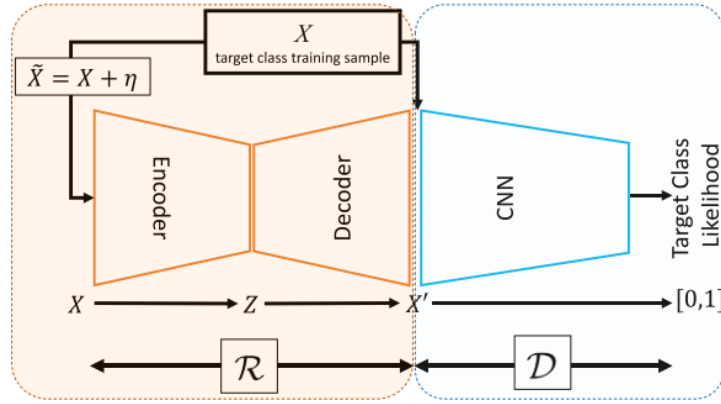 X
target class training sample
X̃ = X + η
Encoder
Decoder
CNN
Target Class
Likelihood
X
Z
X′
[0,1]
ℛ
𝒟